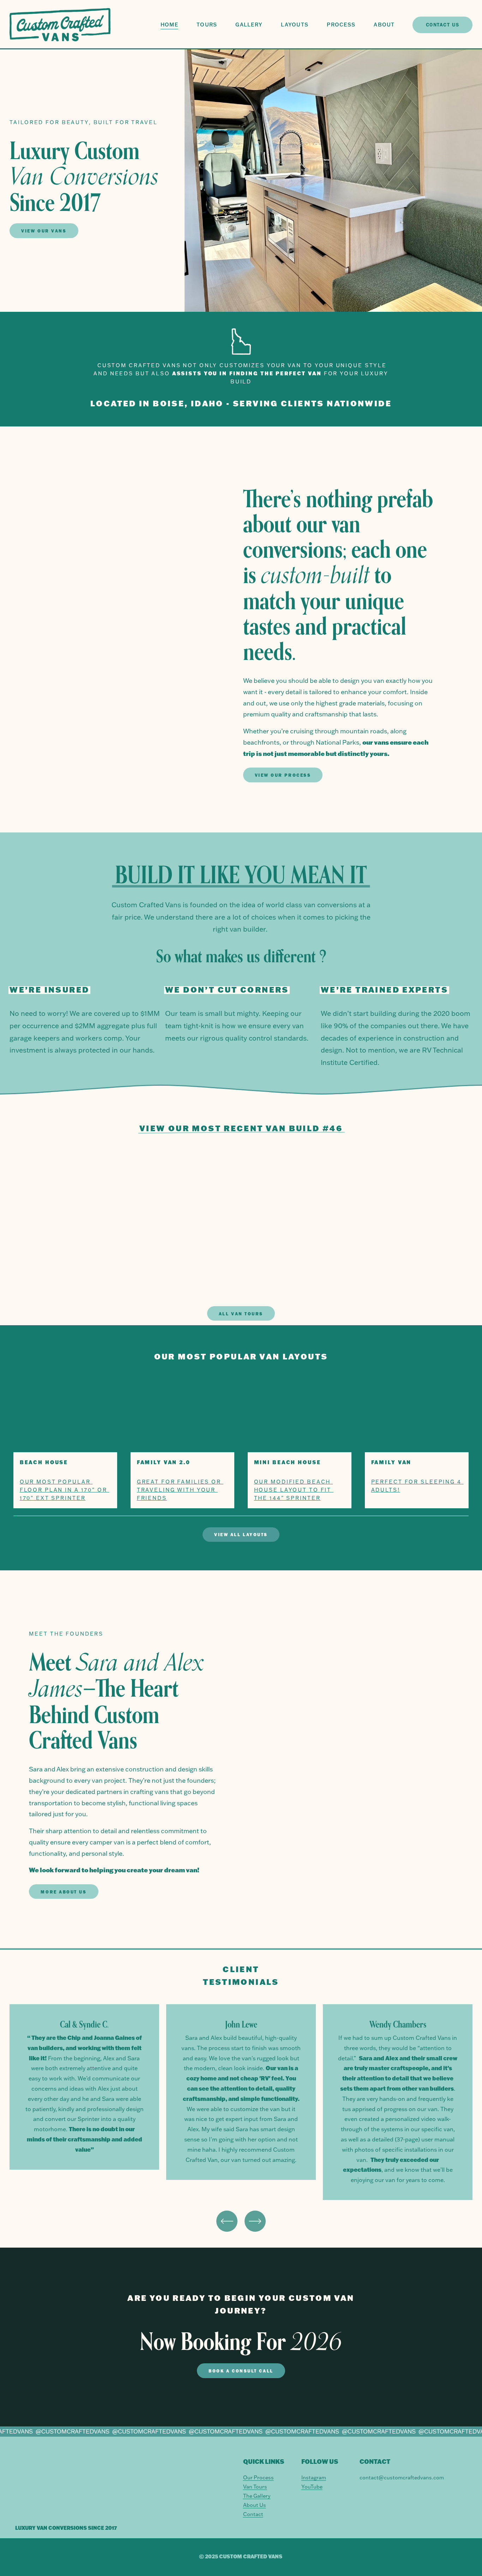 Custom Crafted
VANS
HOME TOURS GALLERY LAYOUTS PROCESS ABOUT CONTACT US
TAILORED FOR BEAUTY, BUILT FOR TRAVEL
Luxury Custom
Van Conversions
Since 2017
VIEW OUR VANS
CUSTOM CRAFTED VANS NOT ONLY CUSTOMIZES YOUR VAN TO YOUR UNIQUE STYLE
AND NEEDS BUT ALSO ASSISTS YOU IN FINDING THE PERFECT VAN FOR YOUR LUXURY
BUILD
LOCATED IN BOISE, IDAHO - SERVING CLIENTS NATIONWIDE
There's nothing prefab
about our van
conversions; each one
is custom-built to
match your unique
tastes and practical
needs.
We believe you should be able to design you van exactly how you
want it - every detail is tailored to enhance your comfort. Inside
and out, we use only the highest grade materials, focusing on
premium quality and craftsmanship that lasts.
Whether you're cruising through mountain roads, along
beachfronts, or through National Parks, our vans ensure each
trip is not just memorable but distinctly yours.
VIEW OUR PROCESS
BUILD IT LIKE YOU MEAN IT
Custom Crafted Vans is founded on the idea of world class van conversions at a
fair price. We understand there are a lot of choices when it comes to picking the
right van builder.
So what makes us different ?
WE'RE INSURED
No need to worry! We are covered up to $1MM
per occurrence and $2MM aggregate plus full
garage keepers and workers comp. Your
investment is always protected in our hands.
WE DON'T CUT CORNERS
Our team is small but mighty. Keeping our
team tight-knit is how we ensure every van
meets our rigrous quality control standards.
WE'RE TRAINED EXPERTS
We didn't start building during the 2020 boom
like 90% of the companies out there. We have
decades of experience in construction and
design. Not to mention, we are RV Technical
Institute Certified.
VIEW OUR MOST RECENT VAN BUILD #46
ALL VAN TOURS
OUR MOST POPULAR VAN LAYOUTS
BEACH HOUSE
OUR MOST POPULAR
FLOOR PLAN IN A 170" OR
170" EXT SPRINTER
FAMILY VAN 2.0
GREAT FOR FAMILIES OR
TRAVELING WITH YOUR
FRIENDS
MINI BEACH HOUSE
OUR MODIFIED BEACH
HOUSE LAYOUT TO FIT
THE 144" SPRINTER
FAMILY VAN
PERFECT FOR SLEEPING 4
ADULTS!
VIEW ALL LAYOUTS
MEET THE FOUNDERS
Meet Sara and Alex
James—The Heart
Behind Custom
Crafted Vans
Sara and Alex bring an extensive construction and design skills
background to every van project. They're not just the founders;
they're your dedicated partners in crafting vans that go beyond
transportation to become stylish, functional living spaces
tailored just for you.
Their sharp attention to detail and relentless commitment to
quality ensure every camper van is a perfect blend of comfort,
functionality, and personal style.
We look forward to helping you create your dream van!
MORE ABOUT US
CLIENT
TESTIMONIALS
Cal & Syndie C.
"They are the Chip and Joanna Gaines of
van builders, and working with them felt
like it! From the beginning, Alex and Sara
were both extremely attentive and quite
easy to work with. We'd communicate our
concerns and ideas with Alex just about
every other day and he and Sara were able
to patiently, kindly and professionally design
and convert our Sprinter into a quality
motorhome. There is no doubt in our
minds of their craftsmanship and added
value"
John Lewe
Sara and Alex build beautiful, high-quality
vans. The process start to finish was smooth
and easy. We love the van's rugged look but
the modern, clean look inside. Our van is a
cozy home and not cheap 'RV' feel. You
can see the attention to detail, quality
craftsmanship, and simple functionality.
We were able to customize the van but it
was nice to get expert input from Sara and
Alex. My wife said Sara has smart design
sense so I'm going with her option and not
mine haha. I highly recommend Custom
Crafted Van, our van turned out amazing.
Wendy Chambers
If we had to sum up Custom Crafted Vans in
three words, they would be "attention to
detail." Sara and Alex and their small crew
are truly master craftspeople, and it's
their attention to detail that we believe
sets them apart from other van builders.
They are very hands-on and frequently kept
tus apprised of progress on our van. They
even created a personalized video walk-
through of the systems in our specific van,
as well as a detailed (37-page) user manual
with photos of specific installations in our
van. They truly exceeded our
expectations, and we know that we'll be
enjoying our van for years to come.
ARE YOU READY TO BEGIN YOUR CUSTOM VAN
JOURNEY?
Now Booking For 2026
BOOK A CONSULT CALL
AFTEDVANS @CUSTOMCRAFTEDVANS @CUSTOMCRAFTEDVANS @CUSTOMCRAFTEDVANS @CUSTOMCRAFTEDVANS @CUSTOMCRAFTEDVANS @CUSTOMCRAFTEDVA
QUICK LINKS
Our Process
Van Tours
The Gallery
About Us
Contact
FOLLOW US
Instagram
YouTube
CONTACT
contact@customcraftedvans.com
LUXURY VAN CONVERSIONS SINCE 2017
© 2025 CUSTOM CRAFTED VANS